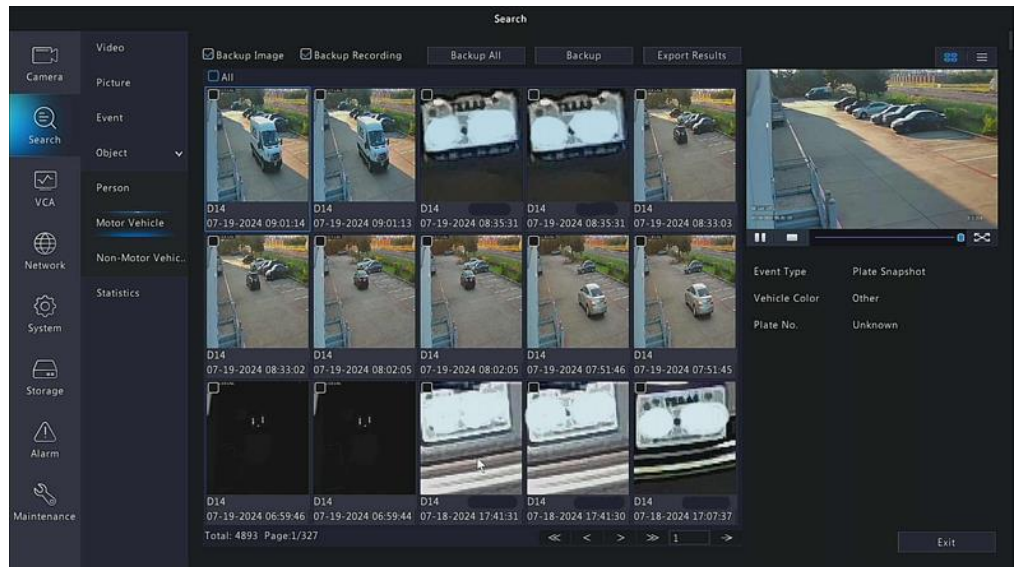 Search
Camera
Search
VCA
Network
System
Storage
Alarm
Maintenance
Video
Picture
Event
Object
Person
Motor Vehicle
Non-Motor Vehic..
Statistics
Backup Image Backup Recording Backup All Backup Export Results
All
D14 D14 D14 D14 D14
07-19-2024 09:01:14 07-19-2024 09:01:13 07-19-2024 08:35:31 07-19-2024 08:35:31 07-19-2024 08:33:03
D14 D14 D14 D14 D14
07-19-2024 08:33:02 07-19-2024 08:02:05 07-19-2024 08:02:05 07-19-2024 07:51:46 07-19-2024 07:51:45
D14 D14 D14 D14 D14
07-19-2024 06:59:46 07-19-2024 06:59:44 07-18-2024 17:41:31 07-18-2024 17:41:30 07-18-2024 17:07:37
Total: 4893 Page:1/327 1
Event Type Plate Snapshot
Vehicle Color Other
Plate No. Unknown
Exit